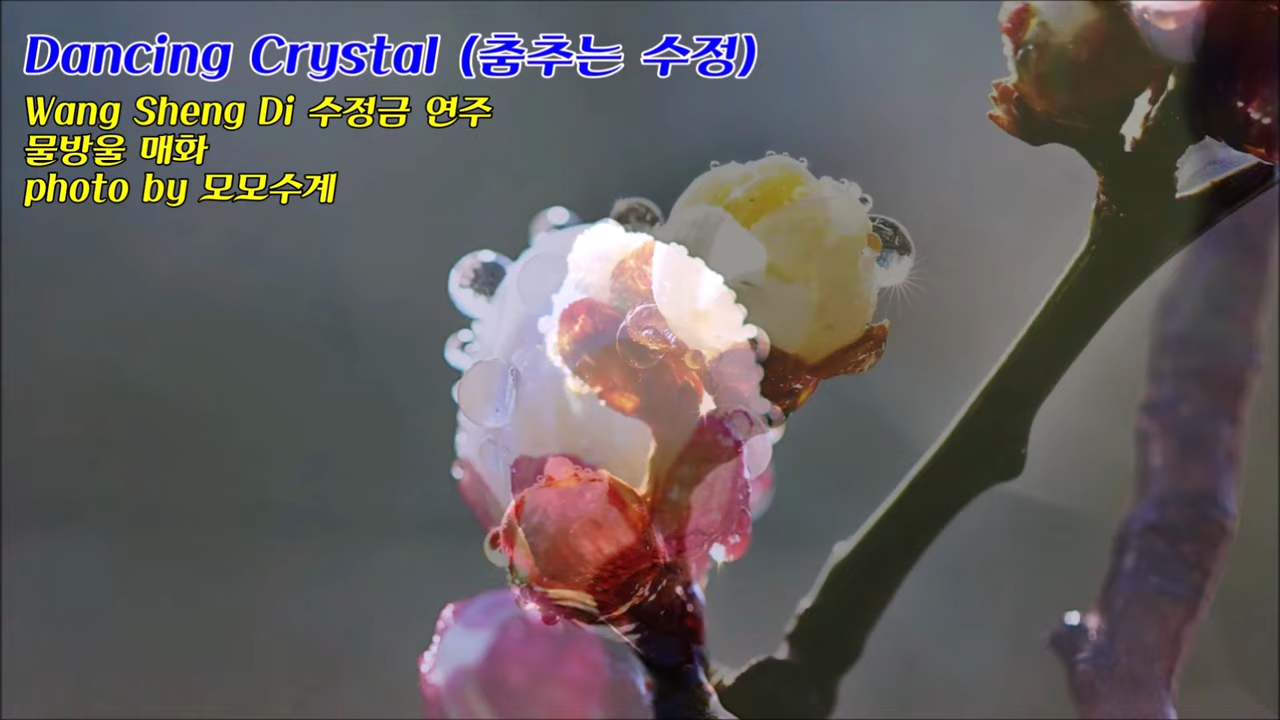 Dancing Crystal (춤추는 수정)
Wang Sheng Di 수정금 연주
물방울 매화
photo by 모모수계